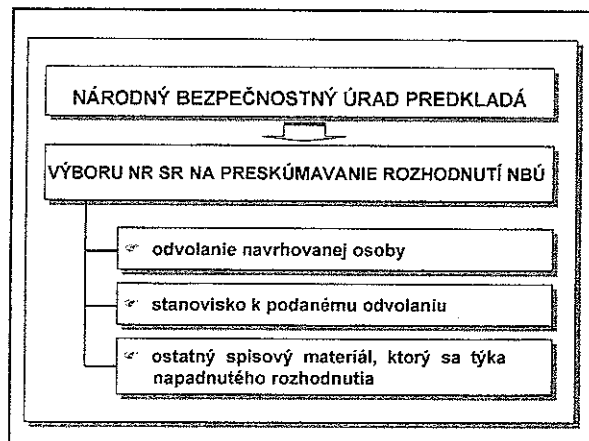 NÁRODNÝ BEZPEČNOSTNÝ ÚRAD PREDKLADÁ
VÝBORU NR SR NA PRESKÚMAVANIE ROZHODNUTÍ NBÚ
odvolanie navrhovanej osoby
stanovisko k podanému odvolaniu
ostatný spisový materiál, ktorý sa týka
napadnutého rozhodnutia